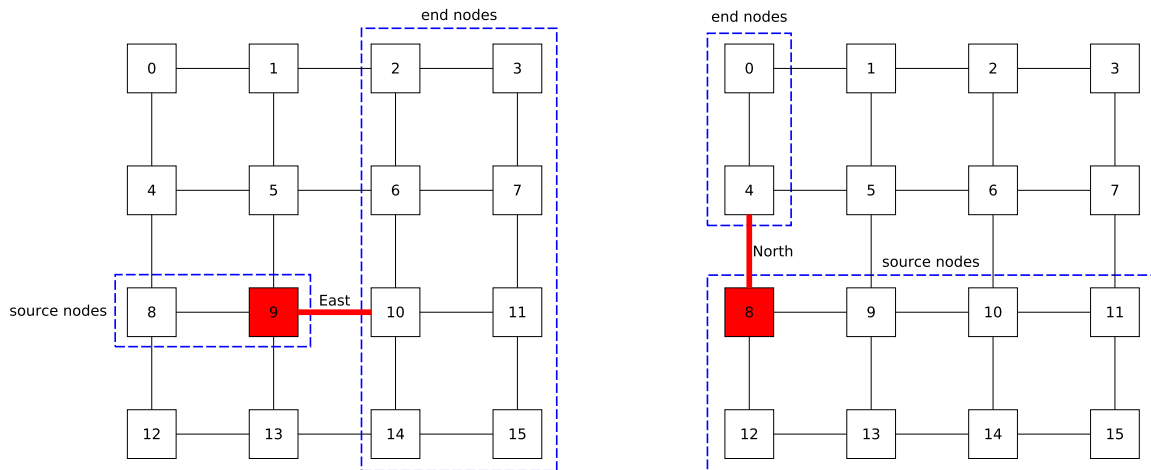 end nodes
0 1 2 3
4 5 6 7
East
source nodes
8 9 10 11
12 13 14 15
end nodes
0 1 2 3
4 5 6 7
North
source nodes
8 9 10 11
12 13 14 15